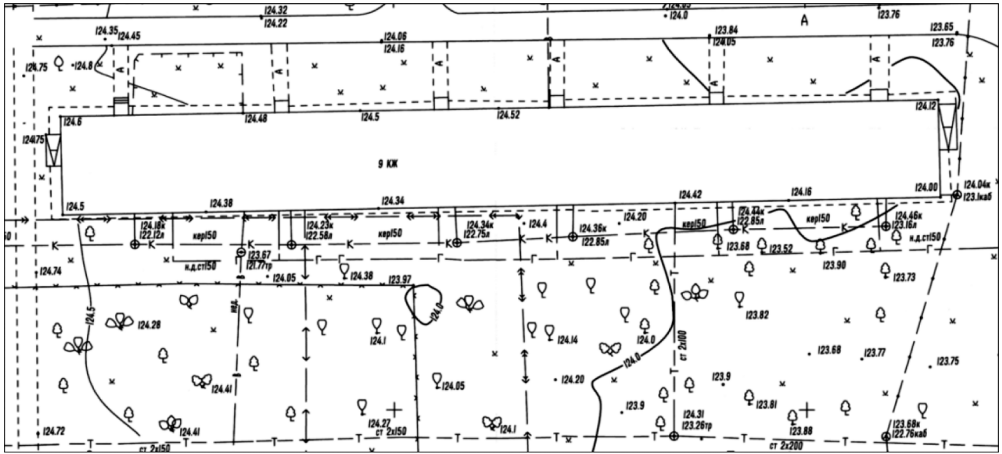 124.32
124.22
124.0
А
123.76
124.35
124.45
124.06
124.16
123.84
124.05
123.65
123.76
124.75
124.8
А
А
А
А
А
А
124.6
124.48
124.5
124.52
124.12
124.75
9 КЖ
124.5
124.38
124.34
124.42
124.16
124.00
124.04к
123.1каб
124.18к
122.12л
кер150
124.23к
122.58л
кер150
124.34к
122.75л
124.4
124.36к
122.85л
124.20
кер150
124.44к
122.85л
кер150
124.46к
123.16л
50
К
К
К
К
К
К
К
К
н.д.ст150
123.67
121.77тр
Г
Г
Г
Г
Г
Г
123.68
123.52
н.д.ст150
124.74
124.05
124.38
123.97
123.90
123.73
124.5
124.28
н.д.
124.0
124.1
124.14
124.0
124.0
Т
ст 2х100
Т
123.82
123.68
123.77
123.75
124.41
124.05
124.20
123.9
123.9
123.81
124.72
124.41
124.27
ст 2х150
124.1
124.31
123.26тр
123.88
123.68к
122.76каб
Т
Т
Т
Т
Т
Т
Т
Т
ст 2х150
ст 2х200